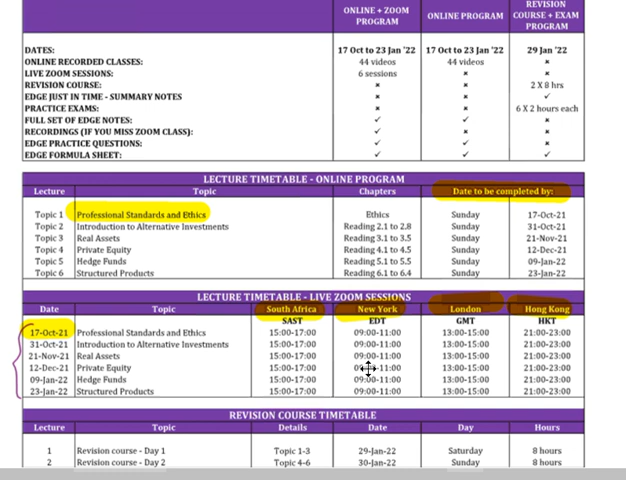 ONLINE + ZOOM PROGRAM ONLINE PROGRAM REVISION COURSE + EXAM PROGRAM
DATES: 17 Oct to 23 Jan '22 17 Oct to 23 Jan '22 29 Jan '22
ONLINE RECORDED CLASSES: 44 videos 44 videos ×
LIVE ZOOM SESSIONS: 6 sessions × ×
REVISION COURSE: × × 2 X 8 hrs
EDGE JUST IN TIME - SUMMARY NOTES × × ✓
PRACTICE EXAMS: × × 6 X 2 hours each
FULL SET OF EDGE NOTES: ✓ ✓ ×
RECORDINGS (IF YOU MISS ZOOM CLASS): ✓ × ×
EDGE PRACTICE QUESTIONS: ✓ ✓ ×
EDGE FORMULA SHEET: ✓ ✓ ✓
LECTURE TIMETABLE - ONLINE PROGRAM
Lecture Topic Chapters Date to be completed by:
Topic 1 Professional Standards and Ethics Ethics Sunday 17-Oct-21
Topic 2 Introduction to Alternative Investments Reading 2.1 to 2.8 Sunday 31-Oct-21
Topic 3 Real Assets Reading 3.1 to 3.5 Sunday 21-Nov-21
Topic 4 Private Equity Reading 4.1 to 4.5 Sunday 12-Dec-21
Topic 5 Hedge Funds Reading 5.1 to 5.5 Sunday 09-Jan-22
Topic 6 Structured Products Reading 6.1 to 6.4 Sunday 23-Jan-22
LECTURE TIMETABLE - LIVE ZOOM SESSIONS
Date Topic South Africa New York London Hong Kong
SAST EDT GMT HKT
17-Oct-21 Professional Standards and Ethics 15:00-17:00 09:00-11:00 13:00-15:00 21:00-23:00
31-Oct-21 Introduction to Alternative Investments 15:00-17:00 09:00-11:00 13:00-15:00 21:00-23:00
21-Nov-21 Real Assets 15:00-17:00 09:00-11:00 13:00-15:00 21:00-23:00
12-Dec-21 Private Equity 15:00-17:00 09:00-11:00 13:00-15:00 21:00-23:00
09-Jan-22 Hedge Funds 15:00-17:00 09:00-11:00 13:00-15:00 21:00-23:00
23-Jan-22 Structured Products 15:00-17:00 09:00-11:00 13:00-15:00 21:00-23:00
REVISION COURSE TIMETABLE
Lecture Topic Details Date Day Hours
1 Revision course - Day 1 Topic 1-3 29-Jan-22 Saturday 8 hours
2 Revision course - Day 2 Topic 4-6 30-Jan-22 Sunday 8 hours